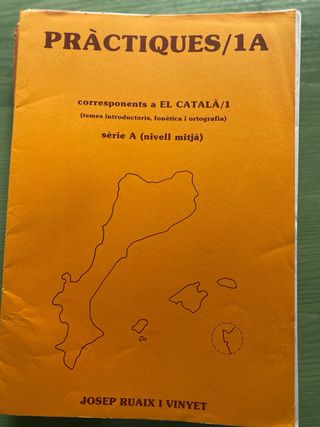 PRÀCTIQUES/1A
corresponents a EL CATALÀ/1
(temes introductoris, fonètica i ortografia)
sèrie A (nivell mitjà)
JOSEP RUAIX I VINYET